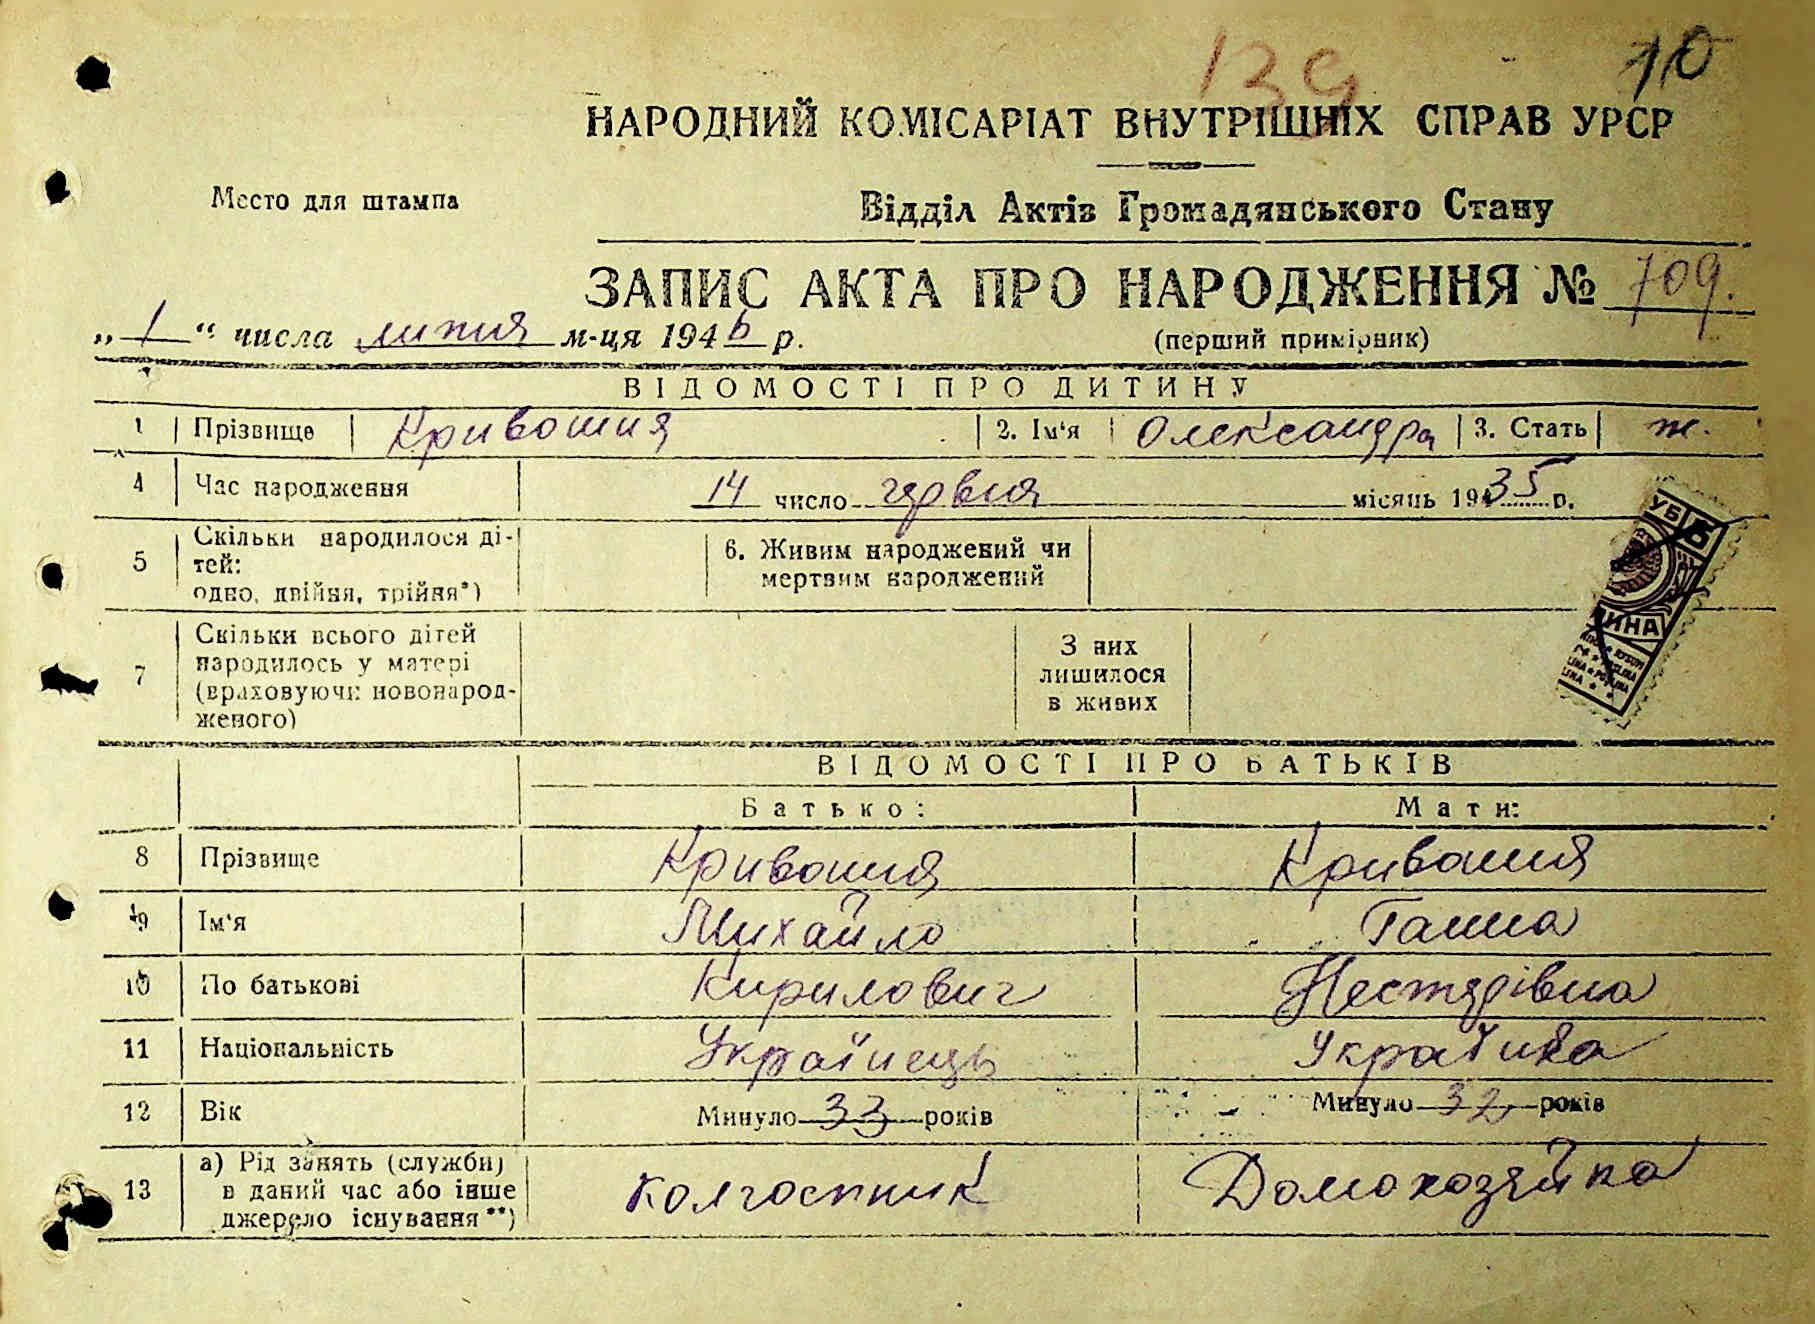 139
10
НАРОДНИЙ КОМІСАРІАТ ВНУТРІШНІХ СПРАВ УРСР
Место для штампа
Відділ Актів Громадянського Стану
ЗАПИС АКТА ПРО НАРОДЖЕННЯ № 709.
„ 1 “ числа липня м-ця 1946 р.
(перший примірник)
ВІДОМОСТІ ПРО ДИТИНУ
1 Прізвище Кривошия 2. Ім'я Олександра 3. Стать ж.
4 Час народження 14 число червня місяць 1935 р.
5 Скільки народилося ді-
тей:
одно, двійня, трійня*)
6. Живим народжений чи
мертвим народжений
7 Скільки всього дітей
народилось у матері
(враховуючи новонарод-
женого)
З них
лишилося
в живих
ВІДОМОСТІ ПРО БАТЬКІВ
Батько: Мати:
8 Прізвище Кривошия Кривошия
9 Ім'я Михайло Ганна
10 По батькові Кирилович Нестерівна
11 Національність Українець Українка
12 Вік Минуло 33 років Минуло 32 років
13 а) Рід занять (служби)
в даний час або інше
джерело існування**)
колгоспник Домохозяйка